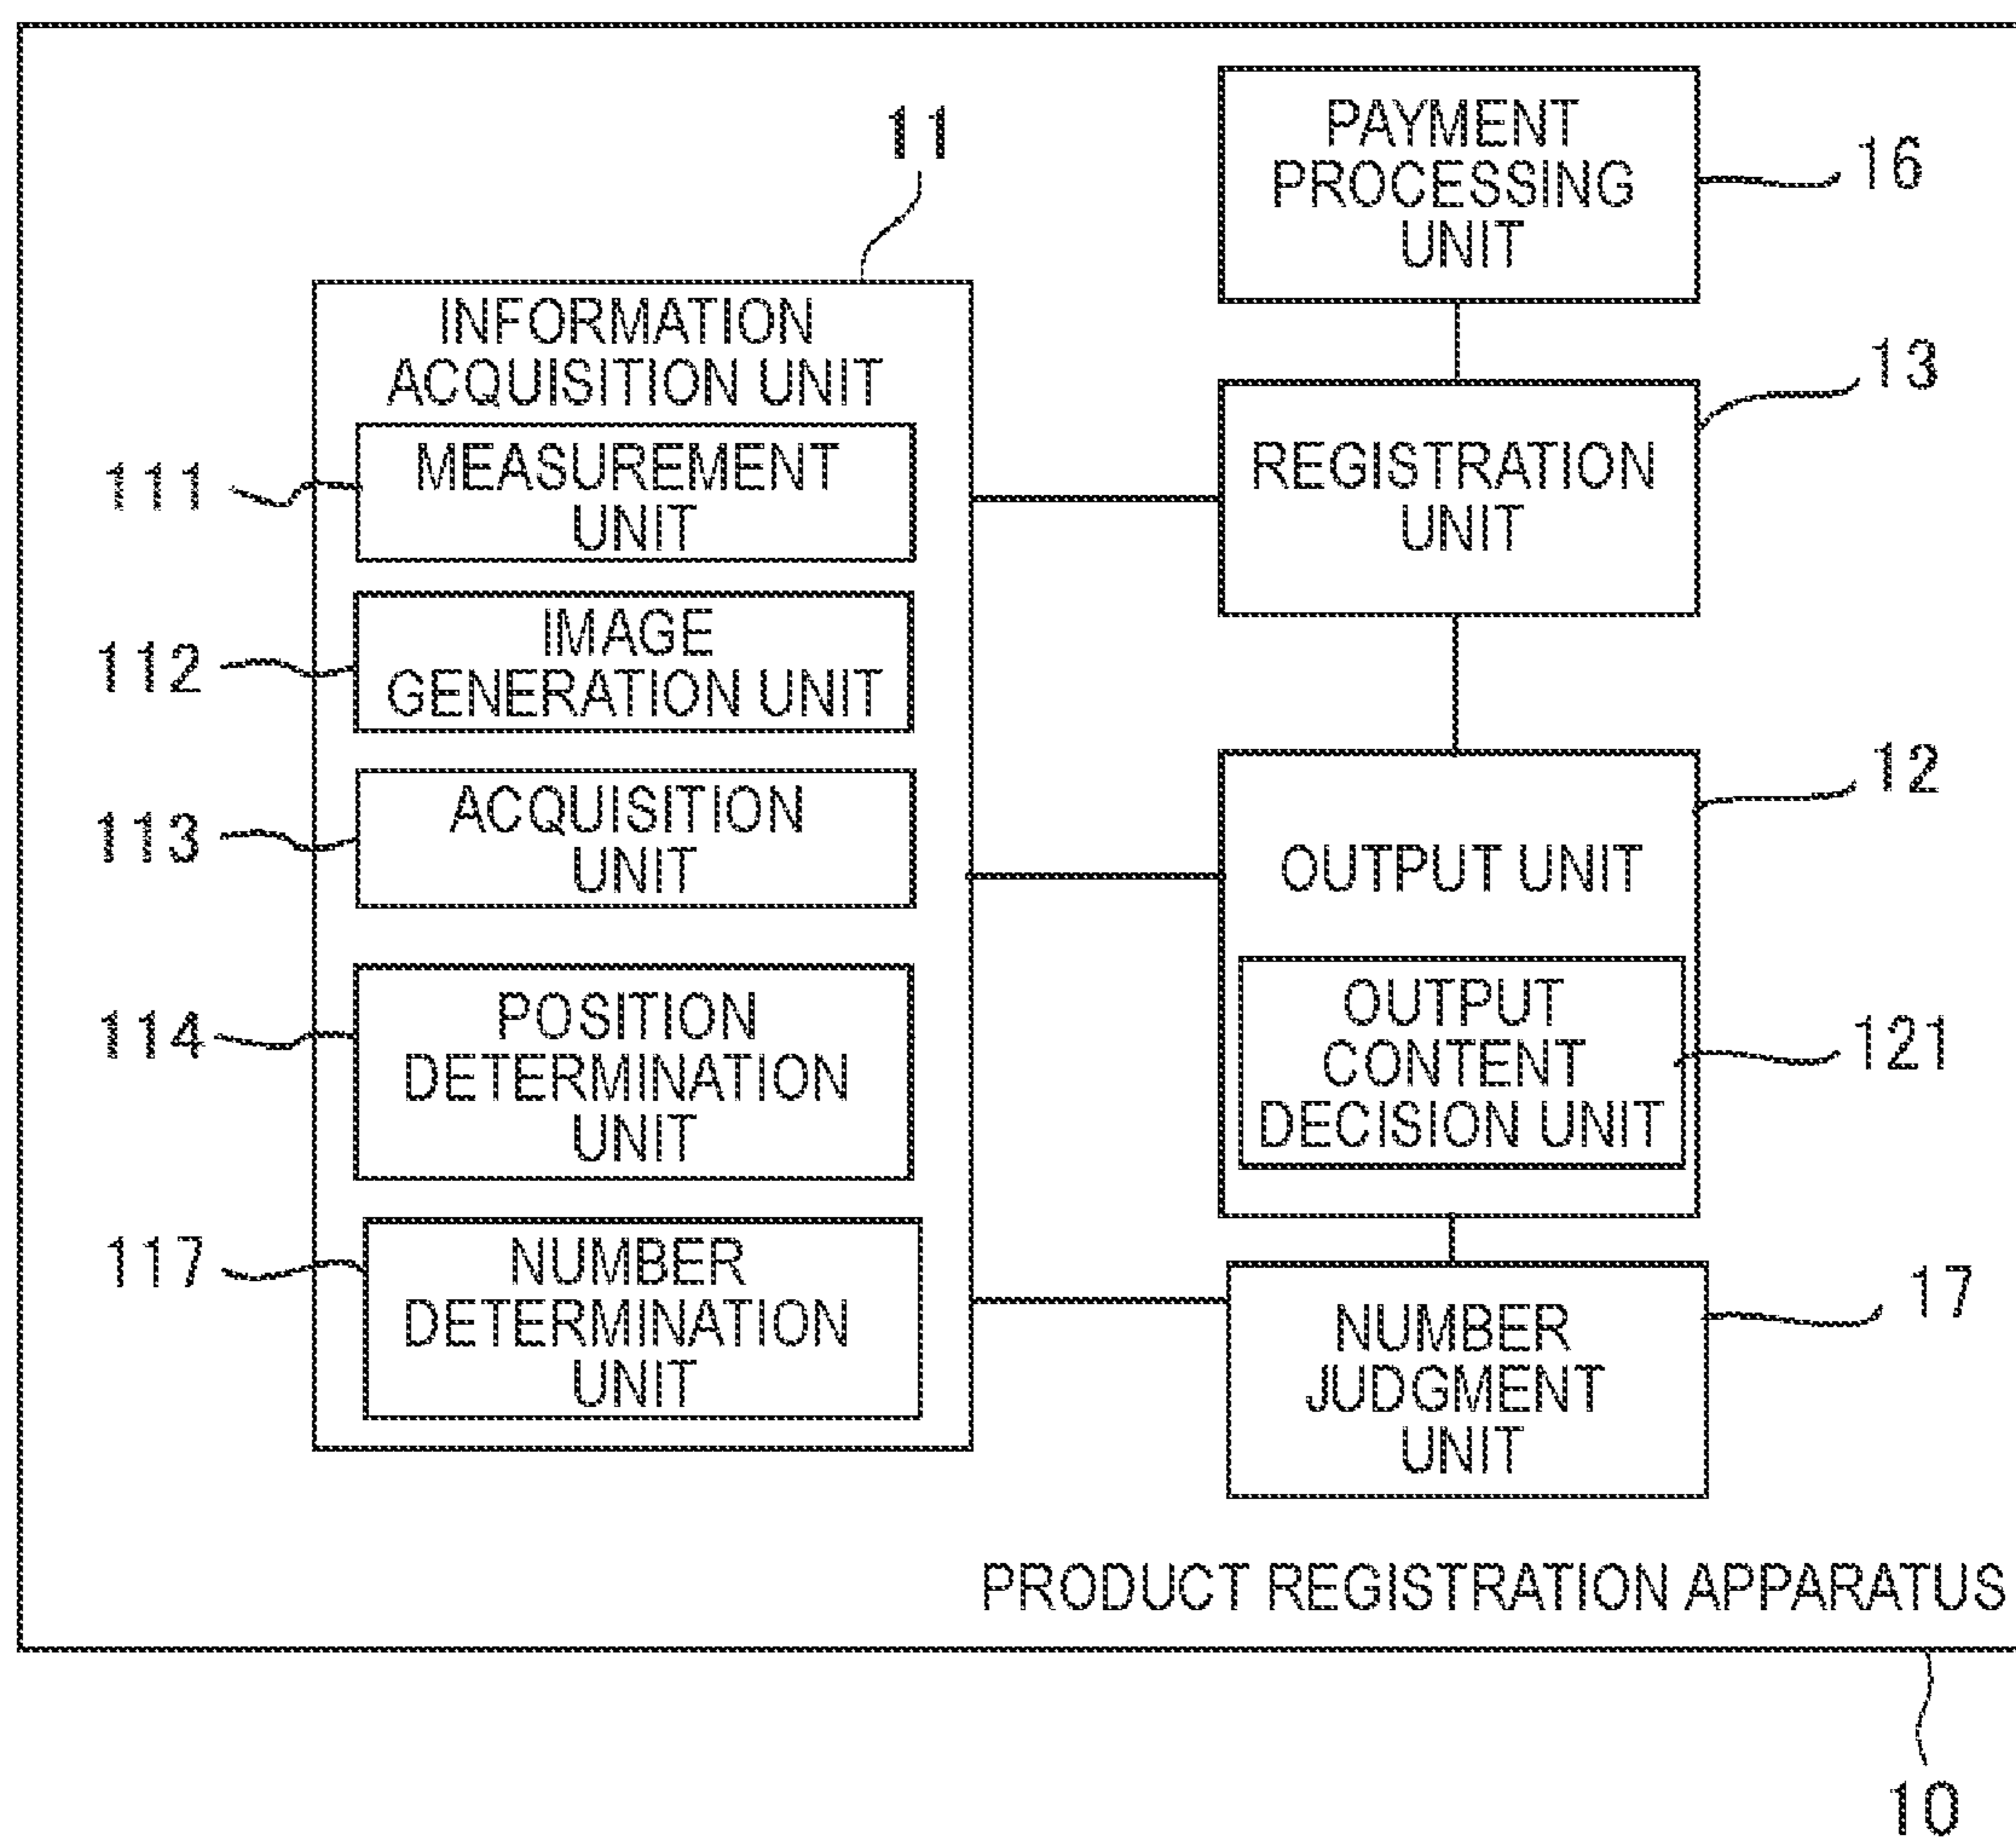 11
INFORMATION
ACQUISITION UNIT
111
MEASUREMENT
UNIT
112
IMAGE
GENERATION UNIT
113
ACQUISITION
UNIT
114
POSITION
DETERMINATION
UNIT
117
NUMBER
DETERMINATION
UNIT
PAYMENT
PROCESSING
UNIT
16
REGISTRATION
UNIT
13
OUTPUT UNIT
12
OUTPUT
CONTENT
DECISION UNIT
121
NUMBER
JUDGMENT
UNIT
17
PRODUCT REGISTRATION APPARATUS
10